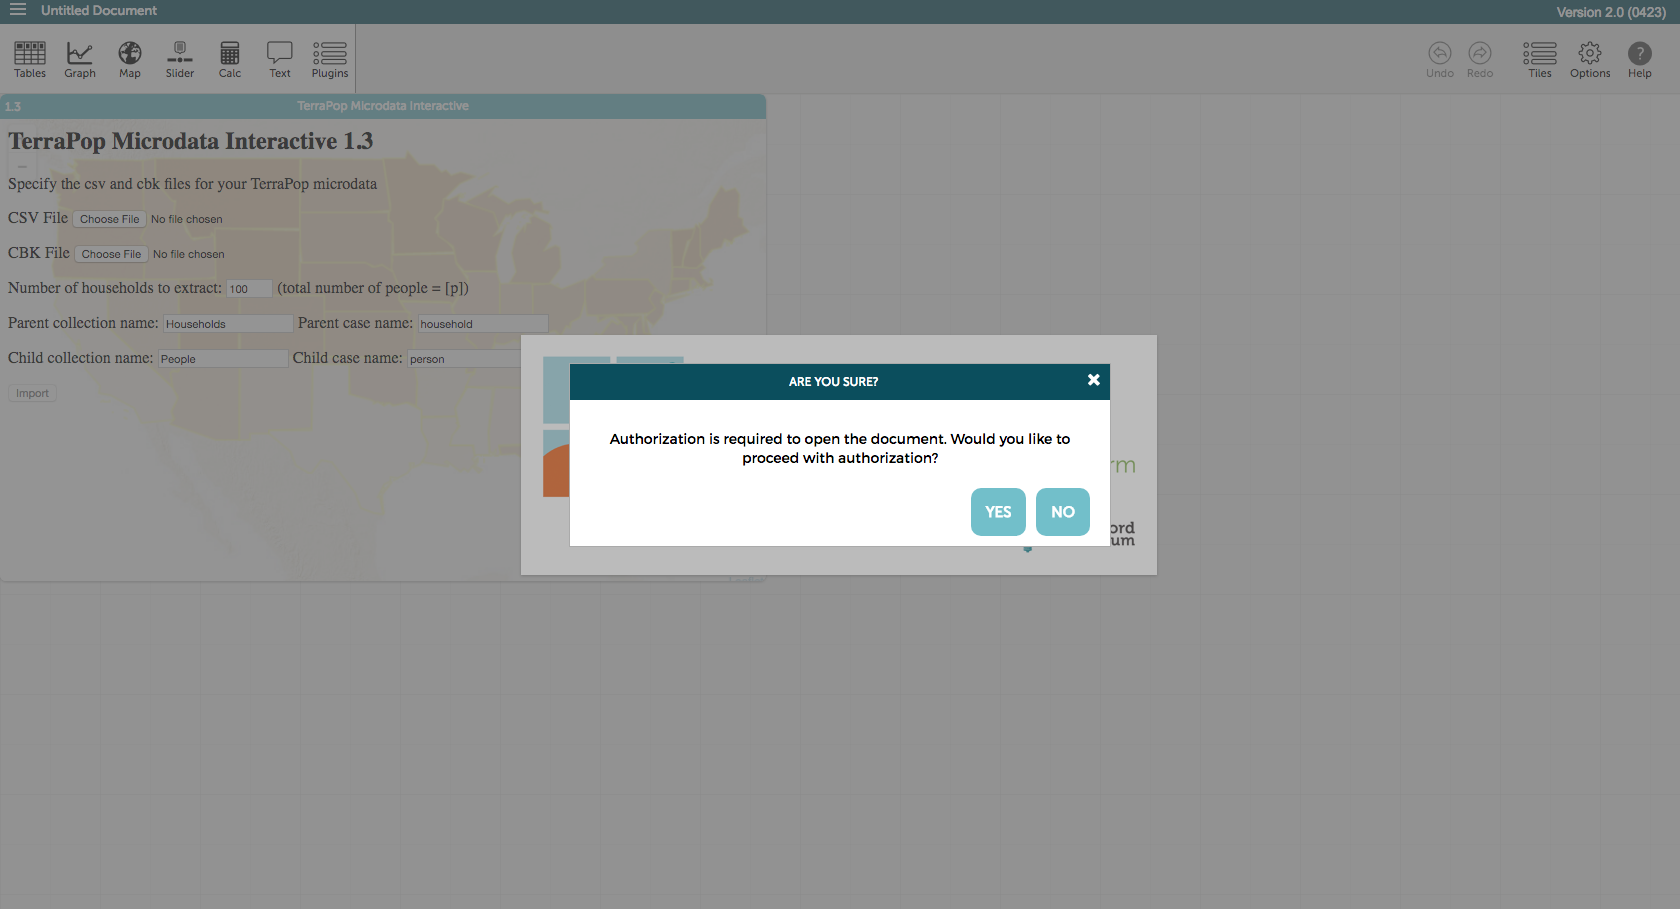 Untitled Document
Version 2.0 (0423)
Tables Graph Map Slider Calc Text Plugins
Undo Redo Tiles Options Help
1.3 TerraPop Microdata Interactive
TerraPop Microdata Interactive 1.3
Specify the csv and cbk files for your TerraPop microdata
CSV File Choose File No file chosen
CBK File Choose File No file chosen
Number of households to extract: 100 (total number of people = [p])
Parent collection name: Households Parent case name: household
Child collection name: People Child case name: person
Import
ARE YOU SURE?
Authorization is required to open the document. Would you like to
proceed with authorization?
YES NO
rm
ord
um